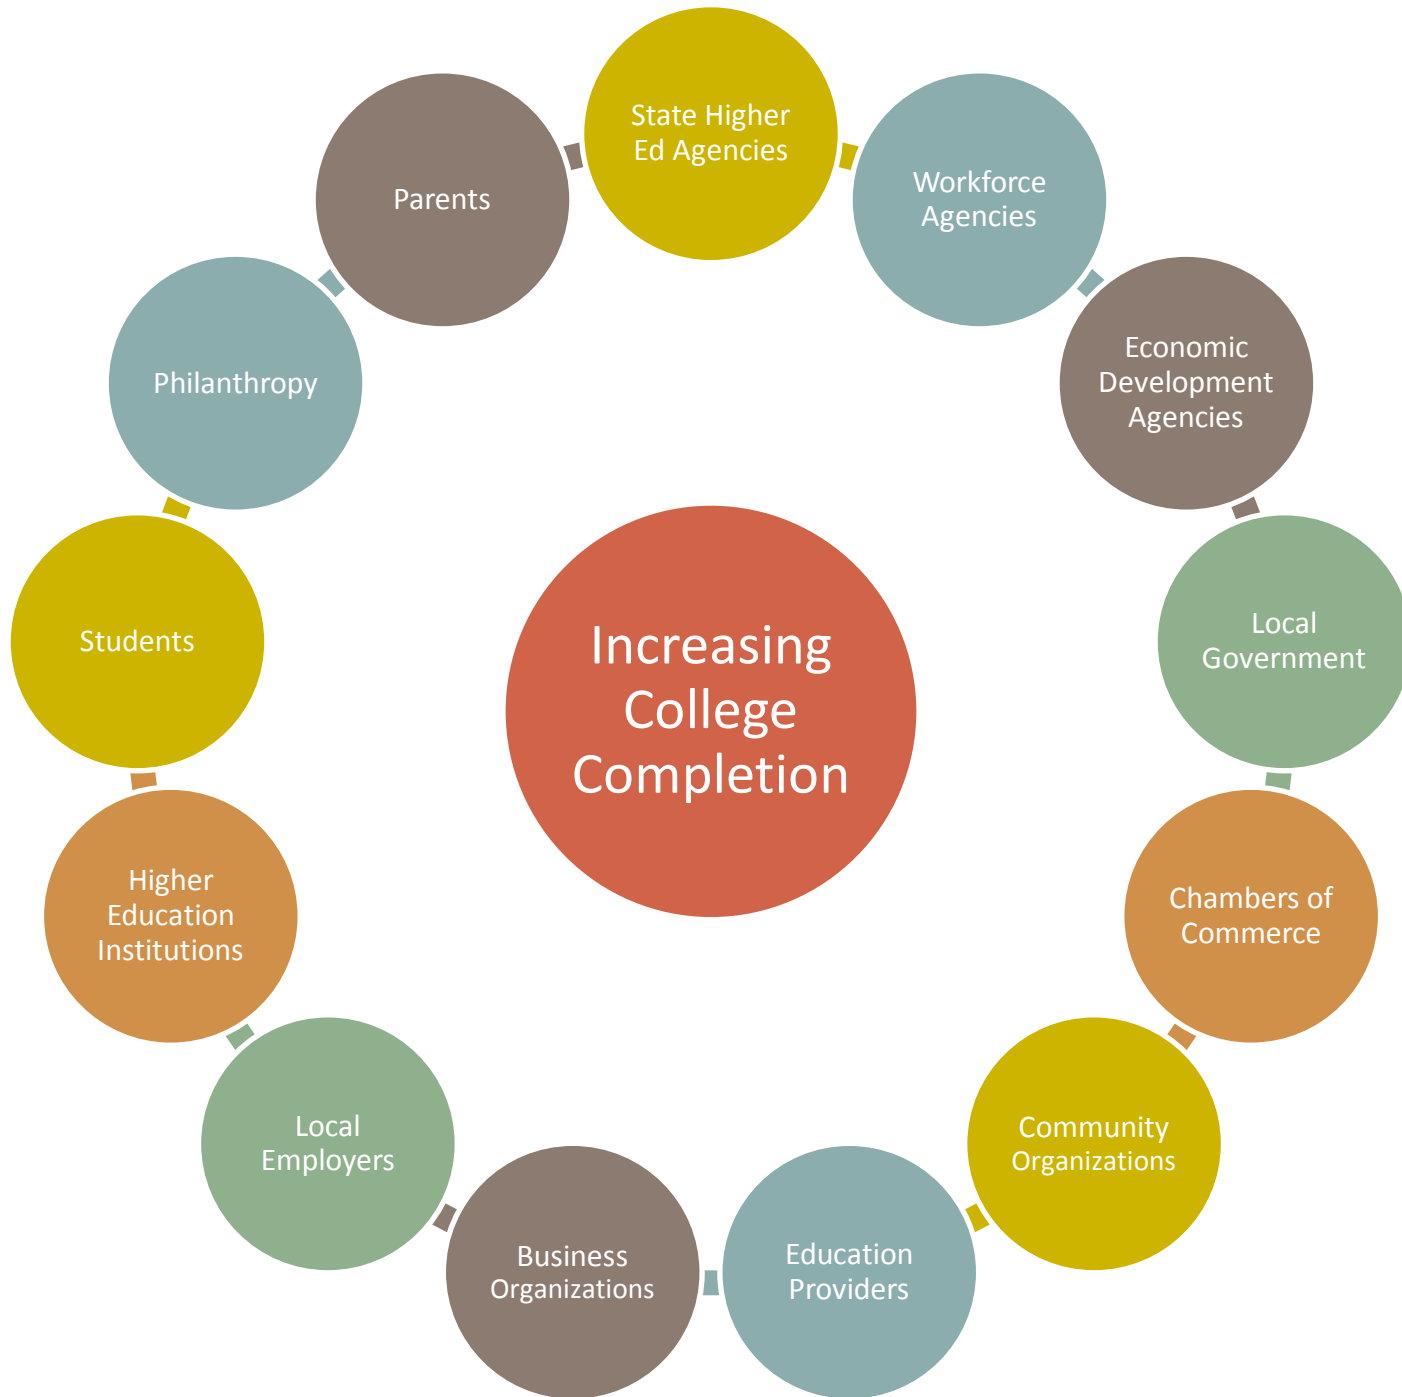 State Higher
Ed Agencies
Workforce
Agencies
Economic
Development
Agencies
Local
Government
Chambers of
Commerce
Community
Organizations
Education
Providers
Business
Organizations
Local
Employers
Higher
Education
Institutions
Students
Philanthropy
Parents
Increasing
College
Completion